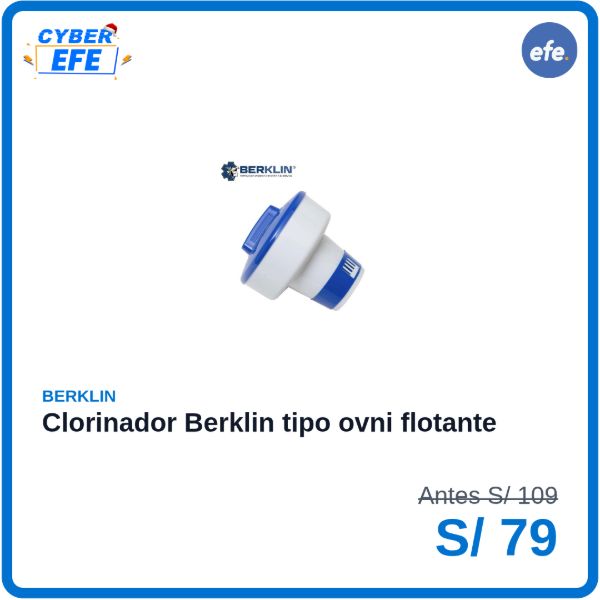 CYBER
EFE
efe.
BERKLIN®
BERKLIN
Clorinador Berklin tipo ovni flotante
Antes S/ 109
S/ 79